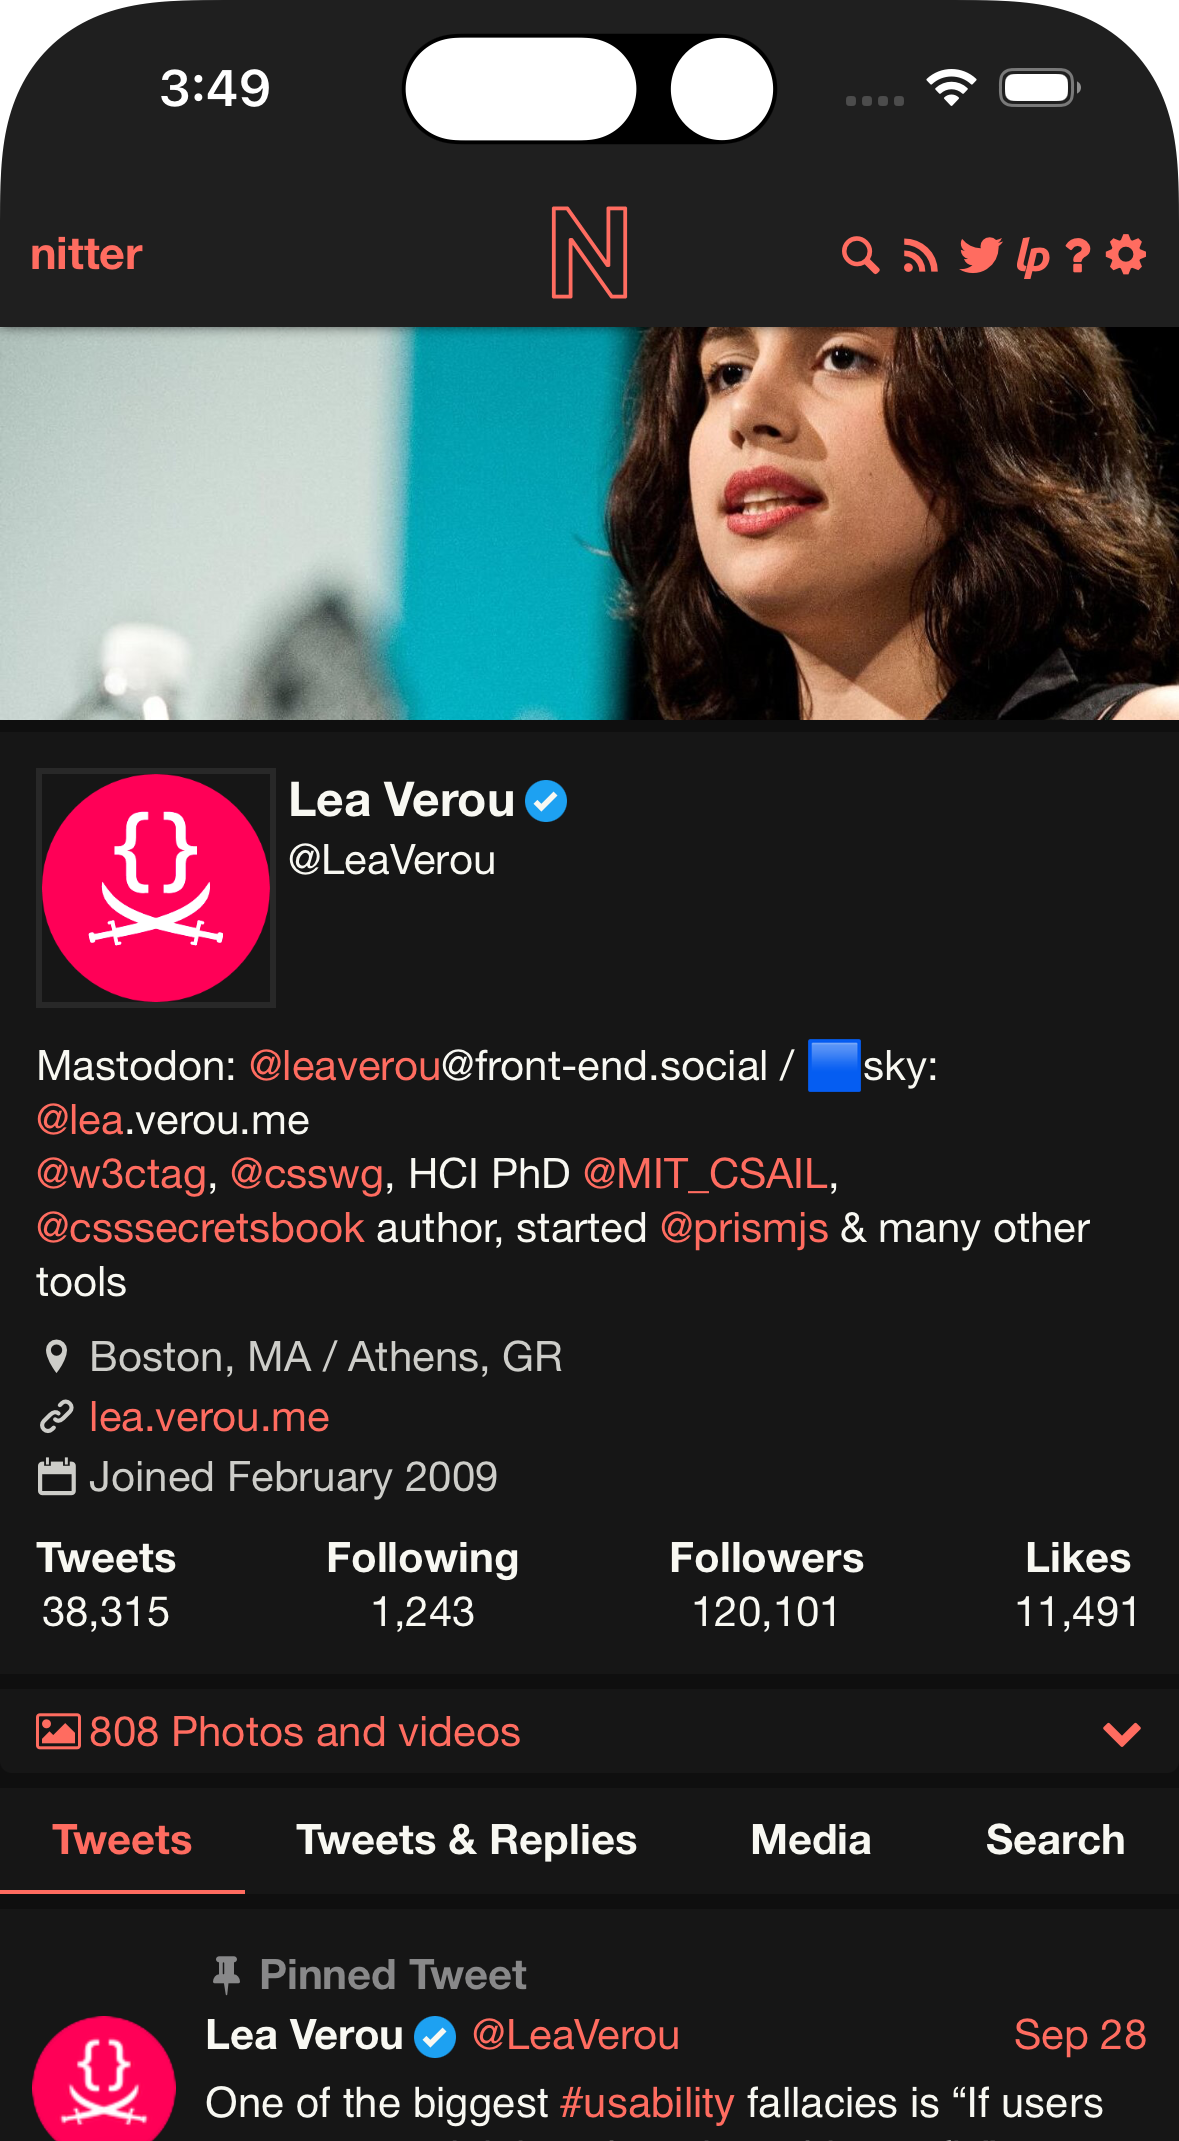 3:49
nitter
N
lp ?
Lea Verou
@LeaVerou
{}
Mastodon: @leaverou@front-end.social / 🟦sky:
@lea.verou.me
@w3ctag, @csswg, HCI PhD @MIT_CSAIL,
@csssecretsbook author, started @prismjs & many other
tools
Boston, MA / Athens, GR
lea.verou.me
Joined February 2009
Tweets Following Followers Likes
38,315 1,243 120,101 11,491
808 Photos and videos
Tweets Tweets & Replies Media Search
Pinned Tweet
Lea Verou @LeaVerou Sep 28
{}
One of the biggest #usability fallacies is “If users